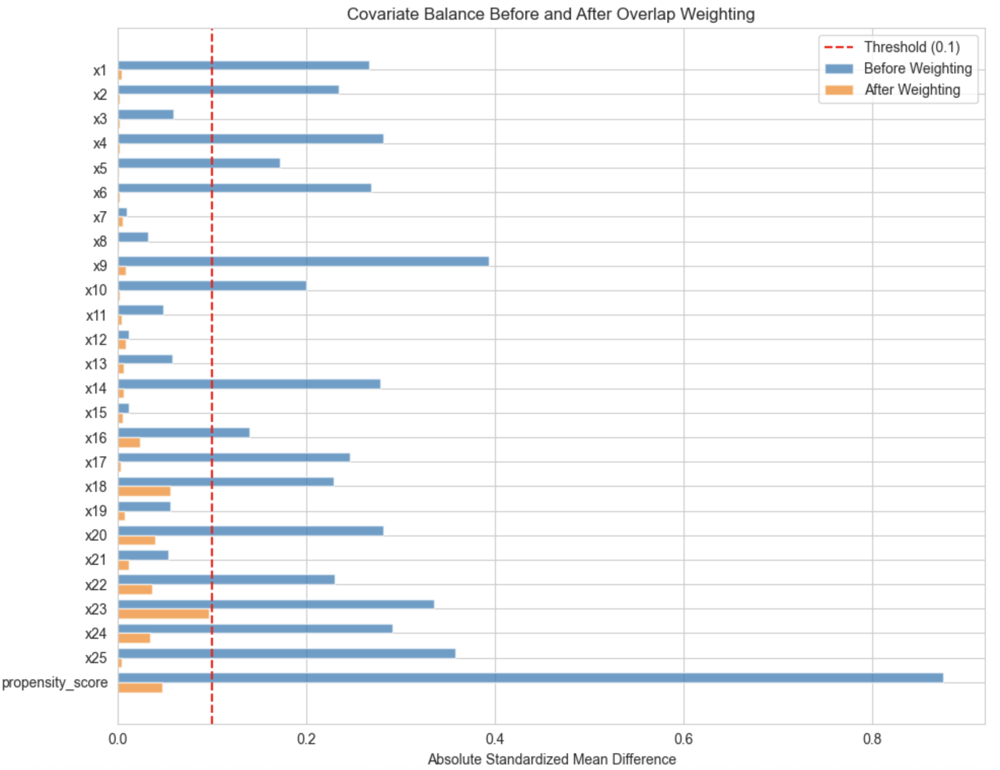 Covariate Balance Before and After Overlap Weighting
Threshold (0.1)
Before Weighting
After Weighting
x1
x2
x3
x4
x5
x6
x7
x8
x9
x10
x11
x12
x13
x14
x15
x16
x17
x18
x19
x20
x21
x22
x23
x24
x25
propensity_score
0.0 0.2 0.4 0.6 0.8
Absolute Standardized Mean Difference